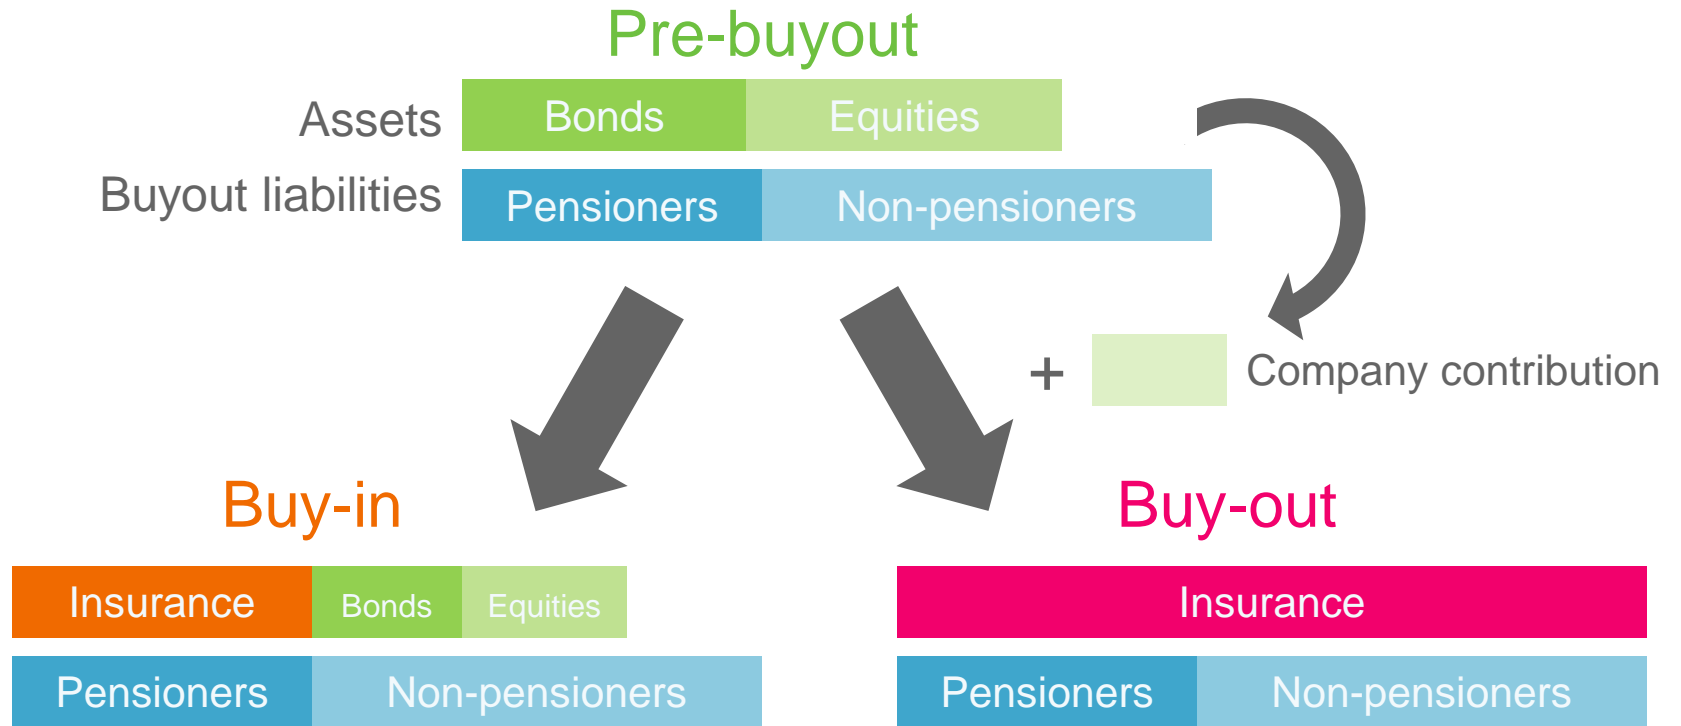 Pre-buyout
Assets
Bonds
Equities
Buyout liabilities
Pensioners
Non-pensioners
+
Company contribution
Buy-in
Buy-out
Insurance
Bonds
Equities
Insurance
Pensioners
Non-pensioners
Pensioners
Non-pensioners